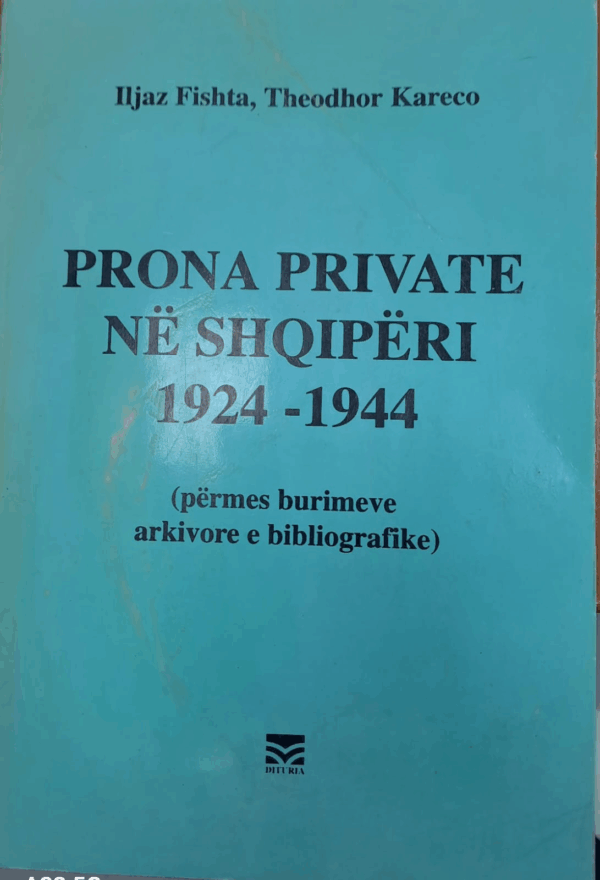 Iljaz Fishta, Theodhor Kareco
PRONA PRIVATE
NË SHQIPËRI
1924 -1944
(përmes burimeve
arkivore e bibliografike)
DITURIA